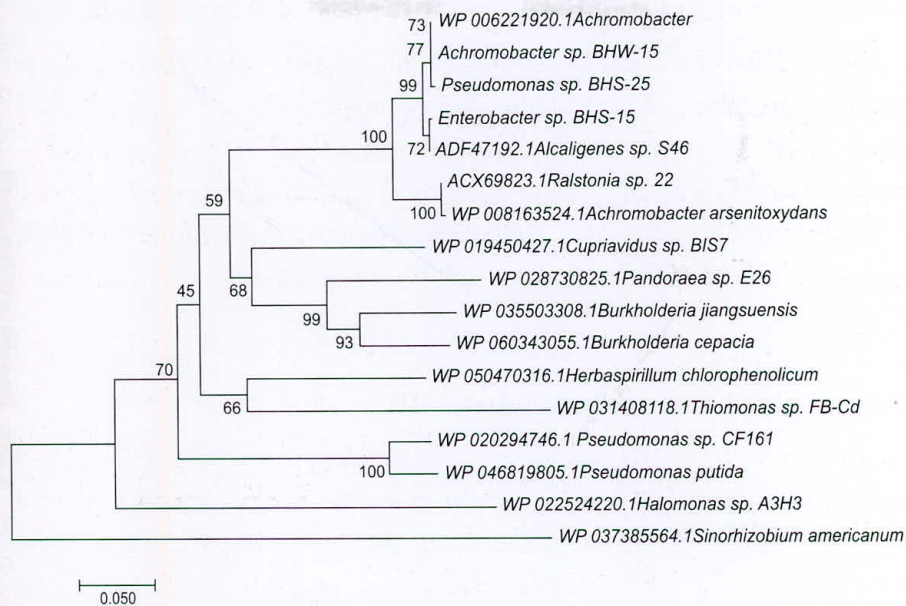 73 WP 006221920.1Achromobacter
77 Achromobacter sp. BHW-15
99 Pseudomonas sp. BHS-25
Enterobacter sp. BHS-15
100
72 ADF47192.1Alcaligenes sp. S46
ACX69823.1Ralstonia sp. 22
59
100 WP 008163524.1Achromobacter arsenitoxydans
WP 019450427.1Cupriavidus sp. BIS7
45 68 WP 028730825.1Pandoraea sp. E26
99 WP 035503308.1Burkholderia jiangsuensis
93 WP 060343055.1Burkholderia cepacia
70 WP 050470316.1Herbaspirillum chlorophenolicum
66 WP 031408118.1Thiomonas sp. FB-Cd
WP 020294746.1 Pseudomonas sp. CF161
100 WP 046819805.1Pseudomonas putida
WP 022524220.1Halomonas sp. A3H3
WP 037385564.1Sinorhizobium americanum
0.050